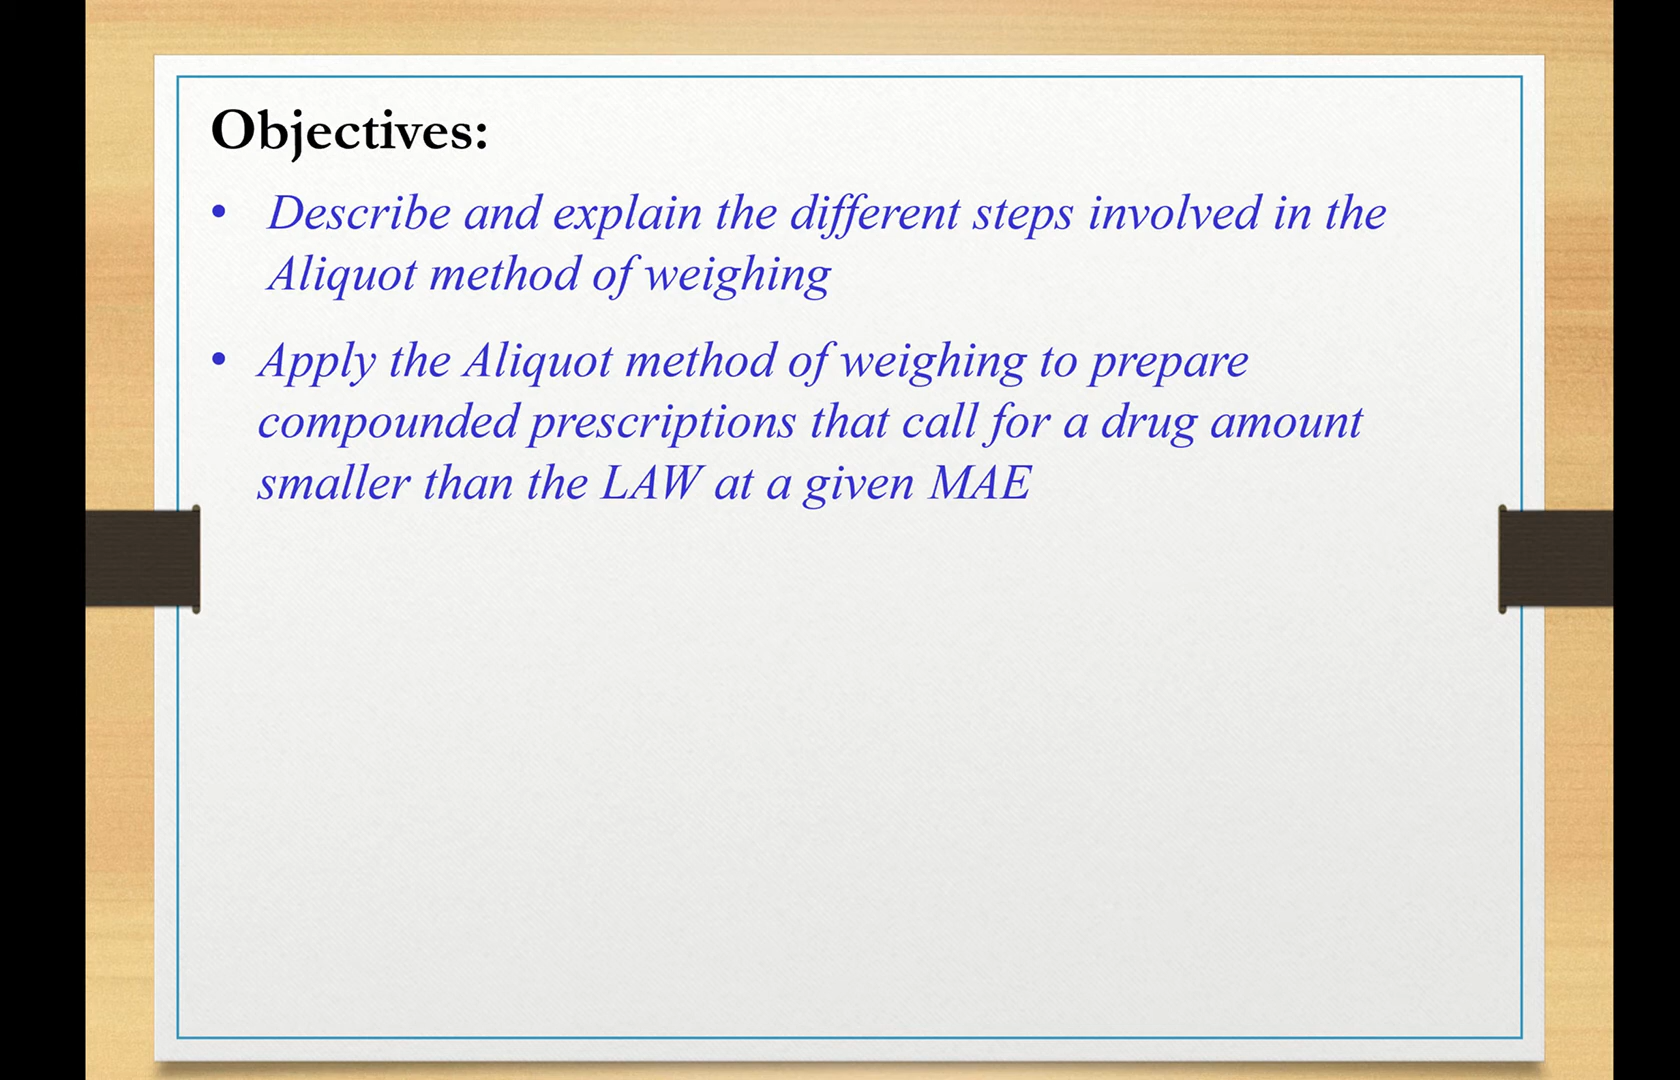 Objectives:
• Describe and explain the different steps involved in the
Aliquot method of weighing
• Apply the Aliquot method of weighing to prepare
compounded prescriptions that call for a drug amount
smaller than the LAW at a given MAE